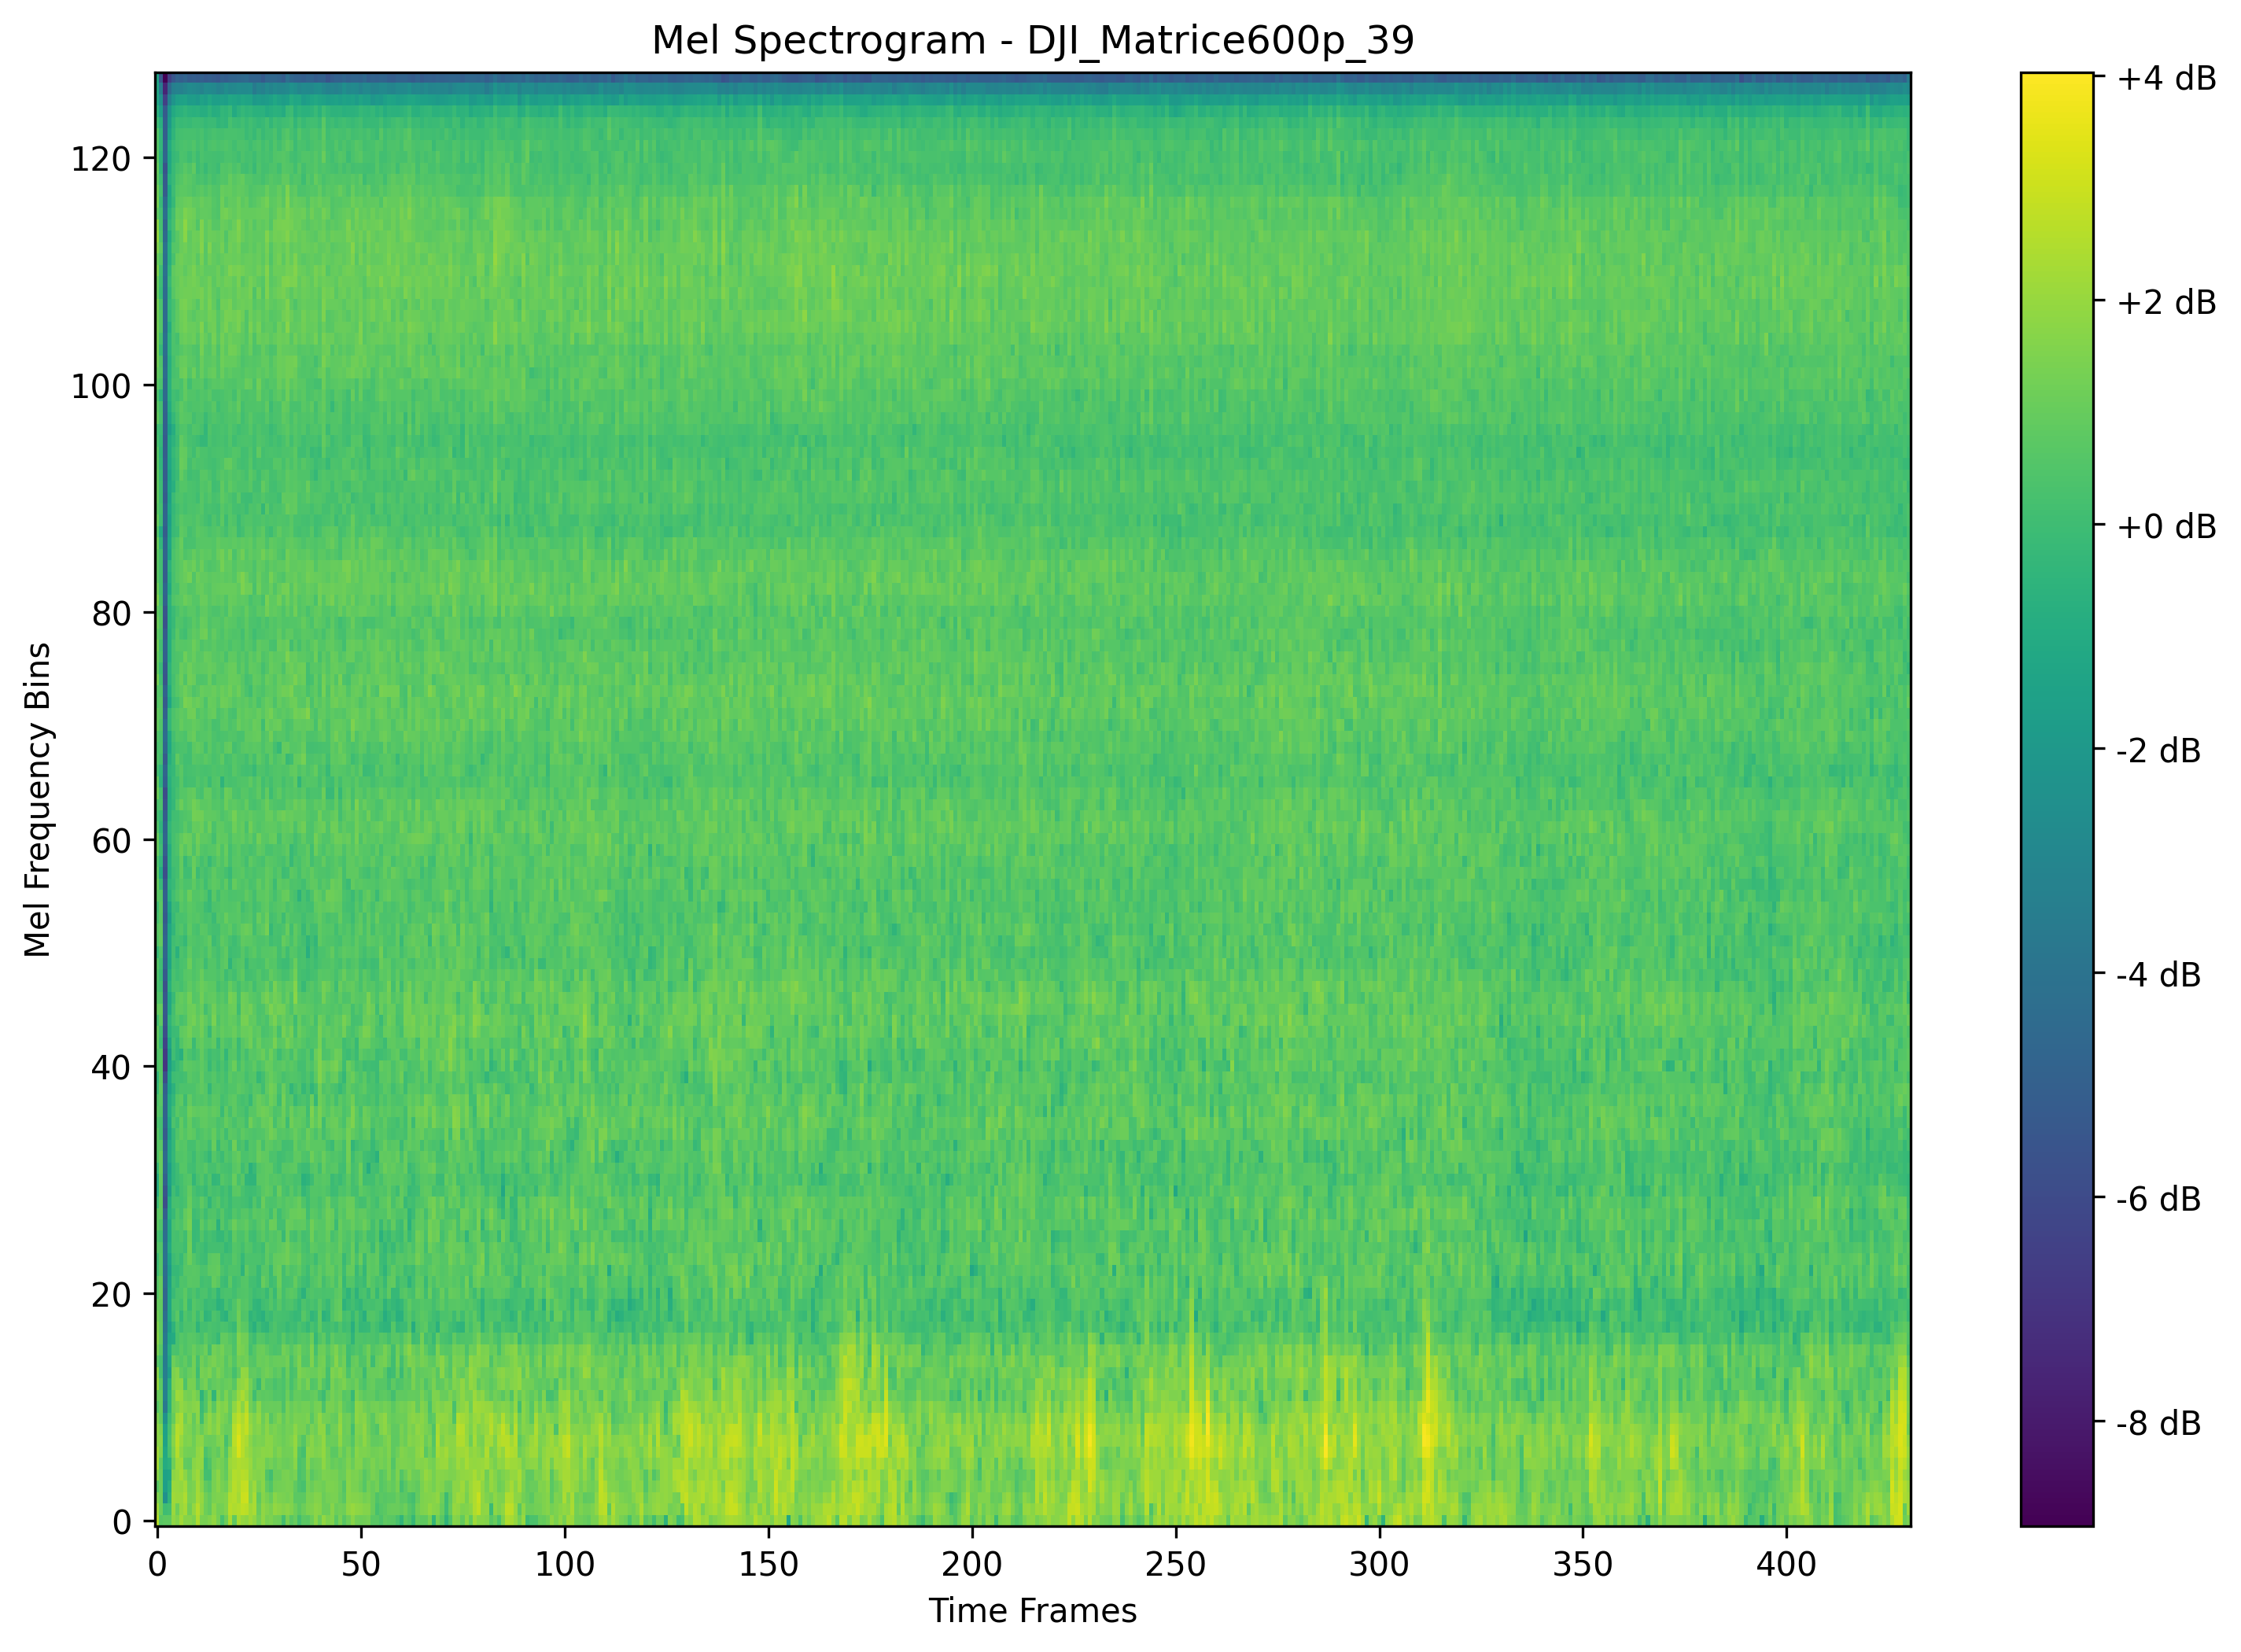 Mel Spectrogram - DJI_Matrice600p_39
+4 dB
+2 dB
+0 dB
-2 dB
-4 dB
-6 dB
-8 dB
120
100
80
60
40
20
0
Mel Frequency Bins
0 50 100 150 200 250 300 350 400
Time Frames